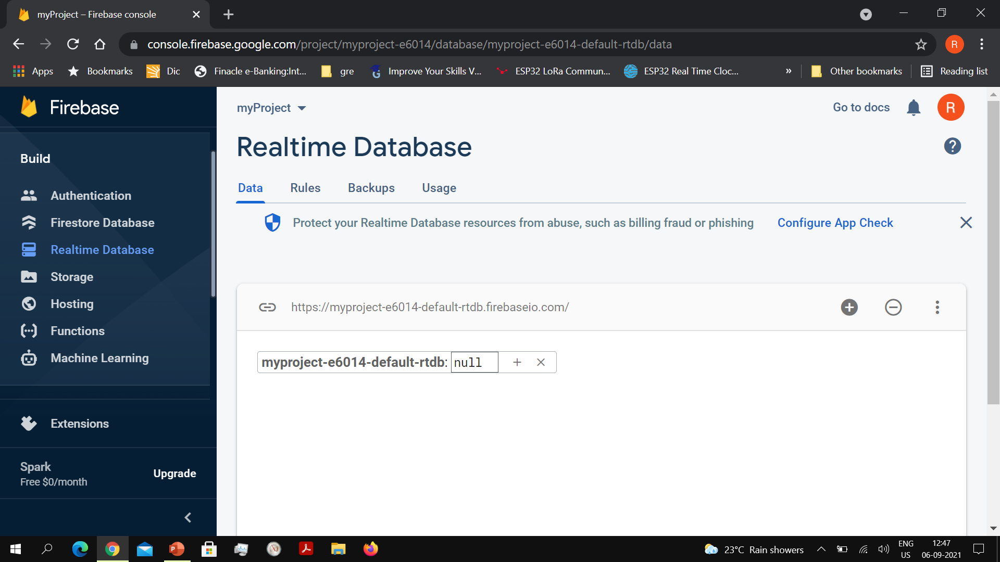 myProject – Firebase console
console.firebase.google.com/project/myproject-e6014/database/myproject-e6014-default-rtdb/data
R
Apps Bookmarks Dic Finacle e-Banking:Int... gre Improve Your Skills V... ESP32 LoRa Commun... ESP32 Real Time Cloc... » Other bookmarks Reading list
Firebase
myProject
Go to docs
R
Realtime Database
?
Data Rules Backups Usage
Protect your Realtime Database resources from abuse, such as billing fraud or phishing Configure App Check
https://myproject-e6014-default-rtdb.firebaseio.com/
myproject-e6014-default-rtdb: null
Build
Authentication
Firestore Database
Realtime Database
Storage
Hosting
Functions
Machine Learning
Extensions
Spark
Free $0/month
Upgrade
23°C Rain showers
ENG
US
12:47
06-09-2021